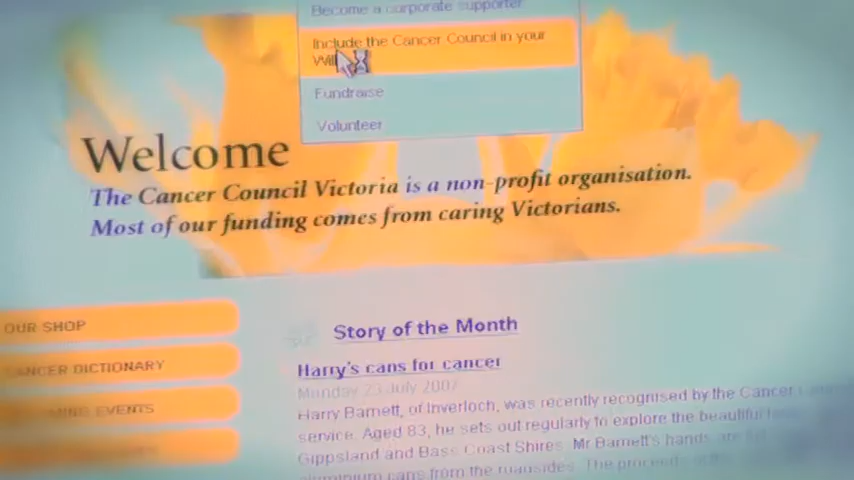 Become a corporate supporter
Include the Cancer Council in your
Will
Fundraise
Volunteer
Welcome
The Cancer Council Victoria is a non-profit organisation.
Most of our funding comes from caring Victorians.
OUR SHOP
CANCER DICTIONARY
EVENTS
Story of the Month
Harry's cans for cancer
Monday 23 July 2007
Harry Barnett, of Inverloch, was recently recognised by the Cancer
service. Aged 83, he sets out regularly to explore the beautiful
Gippsland and Bass Coast Shires. Mr Barnett's hands are
aluminium cans from the roadsides. The proceeds